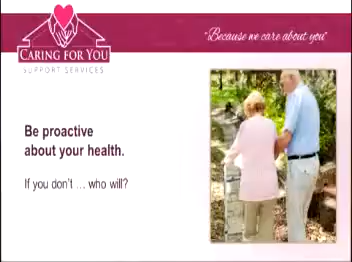 "Because we care about you"
CARING FOR YOU
SUPPORT SERVICES
Be proactive
about your health.
If you don't ... who will?